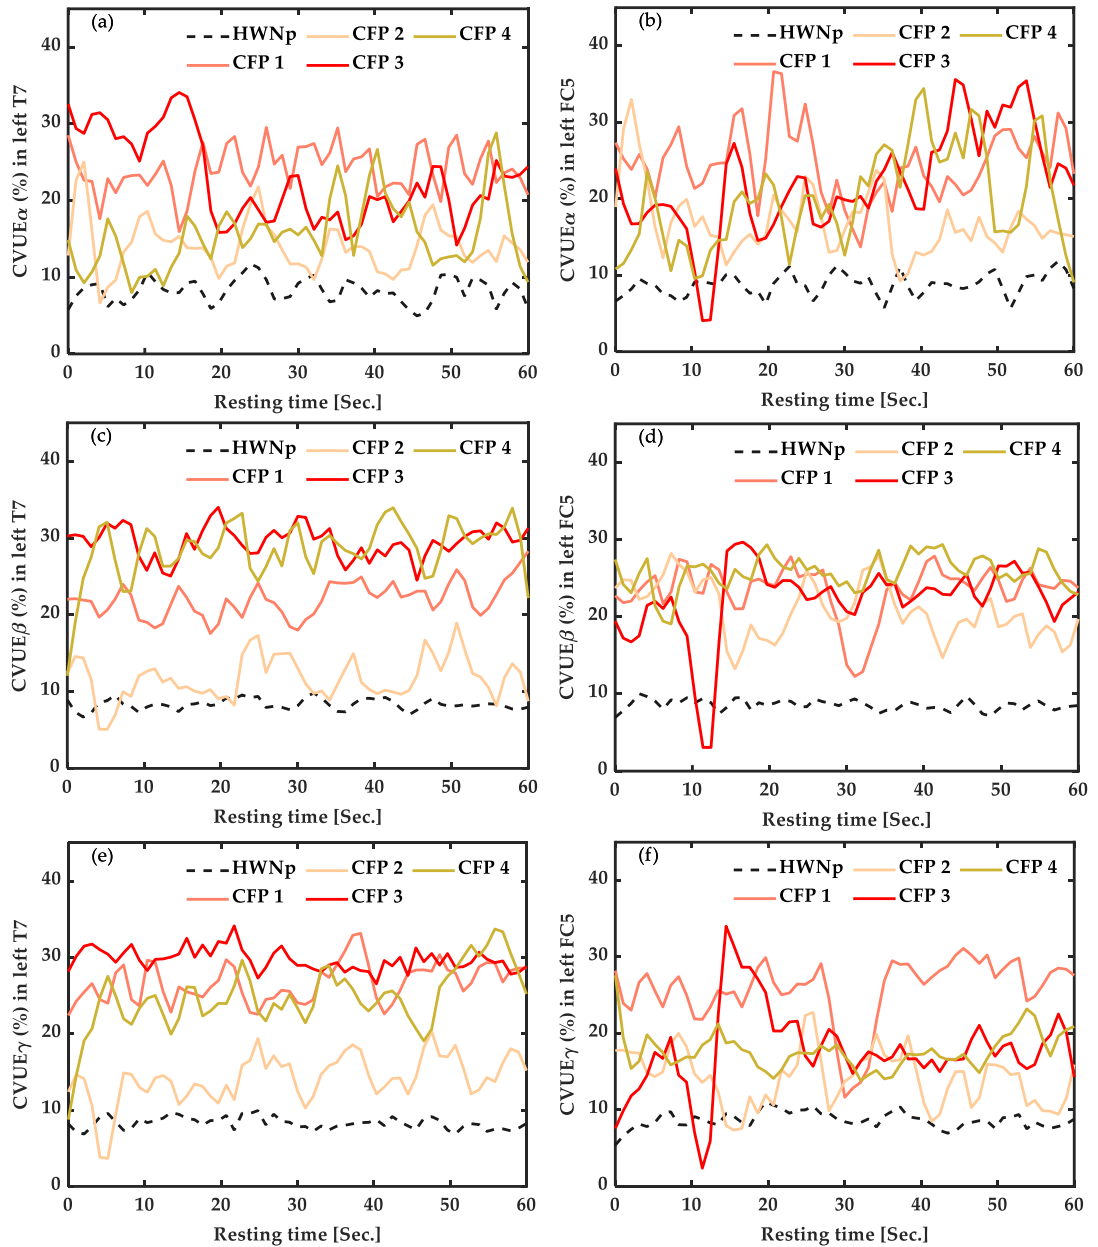 (a)
HWNp CFP 2 CFP 4
CFP 1 CFP 3
CVUEα (%) in left T7
40
30
20
10
0
0 10 20 30 40 50 60
Resting time [Sec.]
(b)
HWNp CFP 2 CFP 4
CFP 1 CFP 3
CVUEα (%) in left FC5
40
30
20
10
0
0 10 20 30 40 50 60
Resting time [Sec.]
(c)
HWNp CFP 2 CFP 4
CFP 1 CFP 3
CVUEβ (%) in left T7
40
30
20
10
0
0 10 20 30 40 50 60
Resting time [Sec.]
(d)
HWNp CFP 2 CFP 4
CFP 1 CFP 3
CVUEβ (%) in left FC5
40
30
20
10
0
0 10 20 30 40 50 60
Resting time [Sec.]
(e)
HWNp CFP 2 CFP 4
CFP 1 CFP 3
CVUEγ (%) in left T7
40
30
20
10
0
0 10 20 30 40 50 60
Resting time [Sec.]
(f)
HWNp CFP 2 CFP 4
CFP 1 CFP 3
CVUEγ (%) in left FC5
40
30
20
10
0
0 10 20 30 40 50 60
Resting time [Sec.]